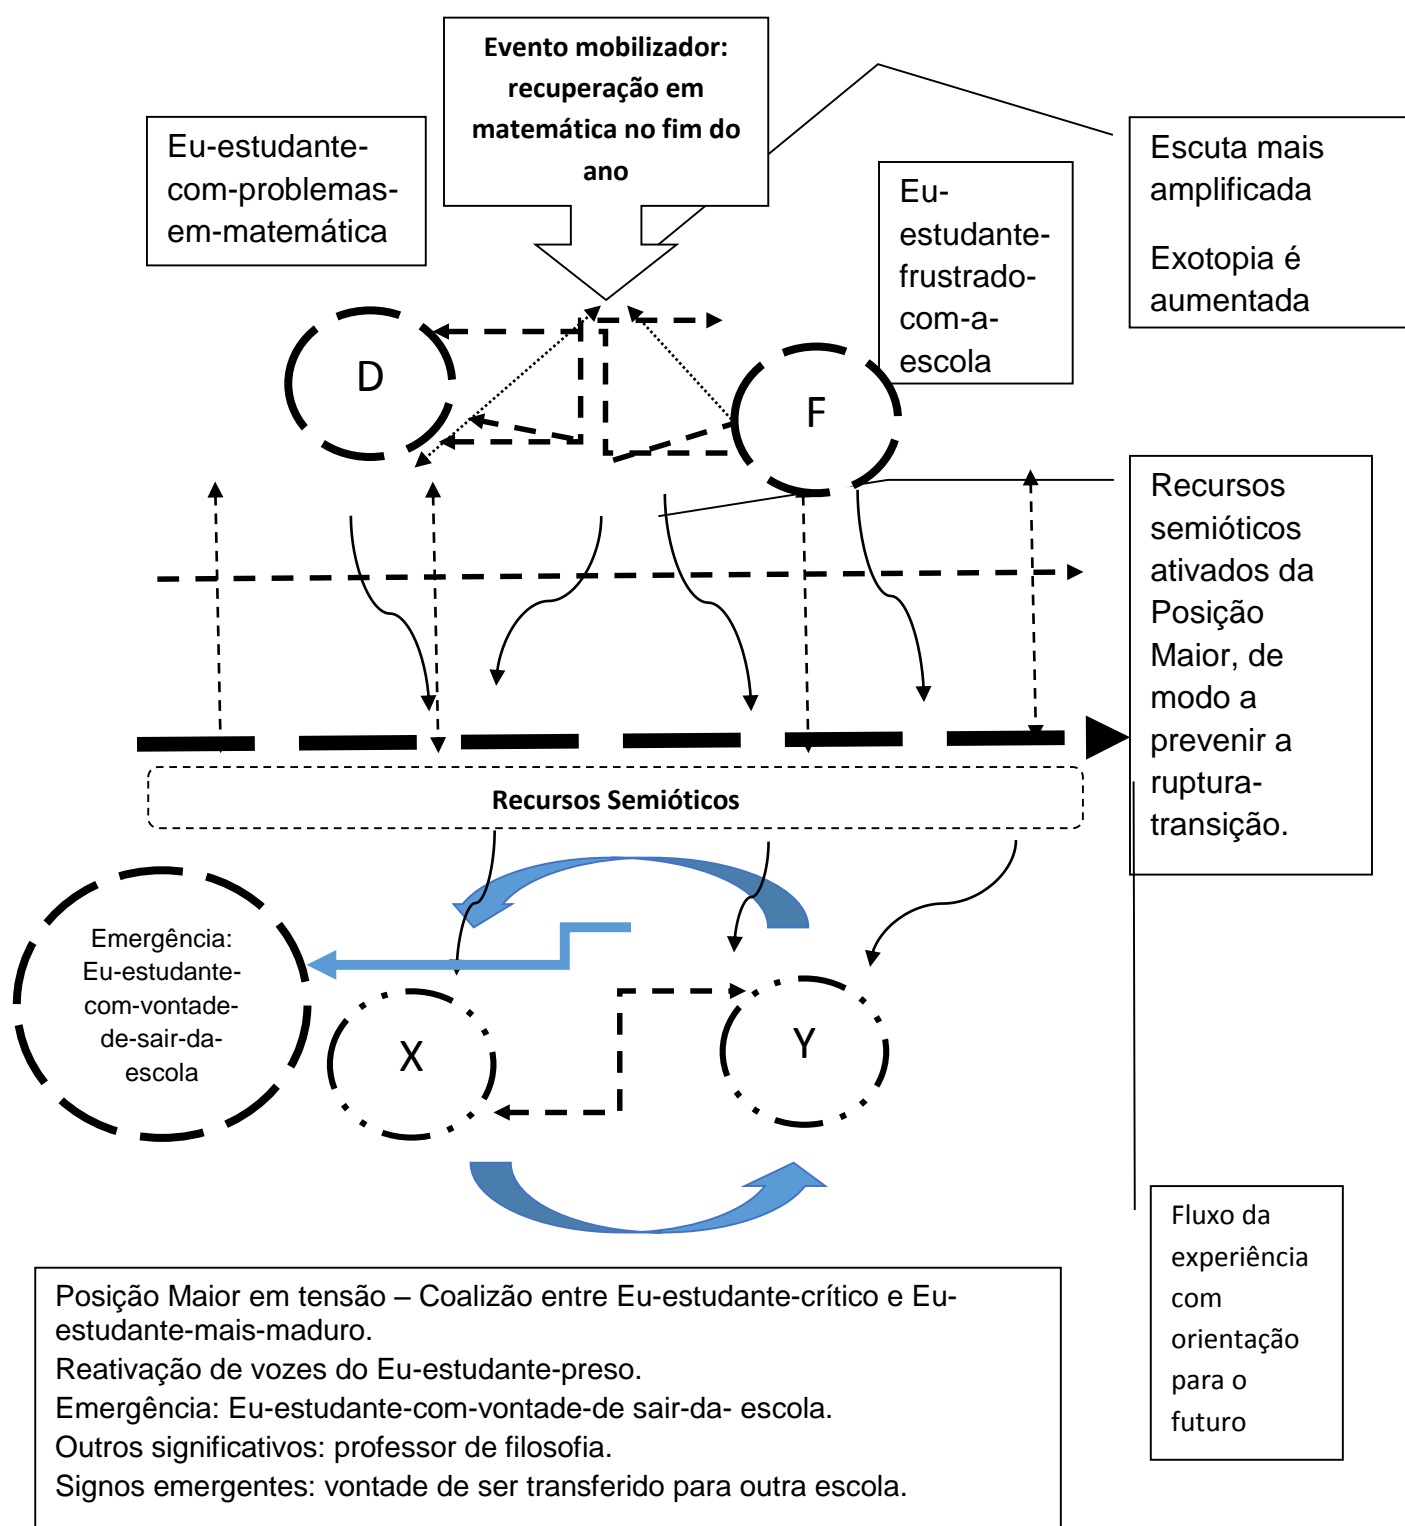 Evento mobilizador:
recuperação em
matemática no fim do
ano
Eu-estudante-
com-problemas-
em-matemática
Eu-
estudante-
frustrado-
com-a-
escola
Escuta mais
amplificada
Exotopia é
aumentada
D
F
Recursos
semióticos
ativados da
Posição
Maior, de
modo a
prevenir a
ruptura-
transição.
Recursos Semióticos
Emergência:
Eu-estudante-
com-vontade-
de-sair-da-
escola
X
Y
Fluxo da
experiência
com
orientação
para o
futuro
Posição Maior em tensão – Coalizão entre Eu-estudante-crítico e Eu-
estudante-mais-maduro.
Reativação de vozes do Eu-estudante-preso.
Emergência: Eu-estudante-com-vontade-de sair-da- escola.
Outros significativos: professor de filosofia.
Signos emergentes: vontade de ser transferido para outra escola.